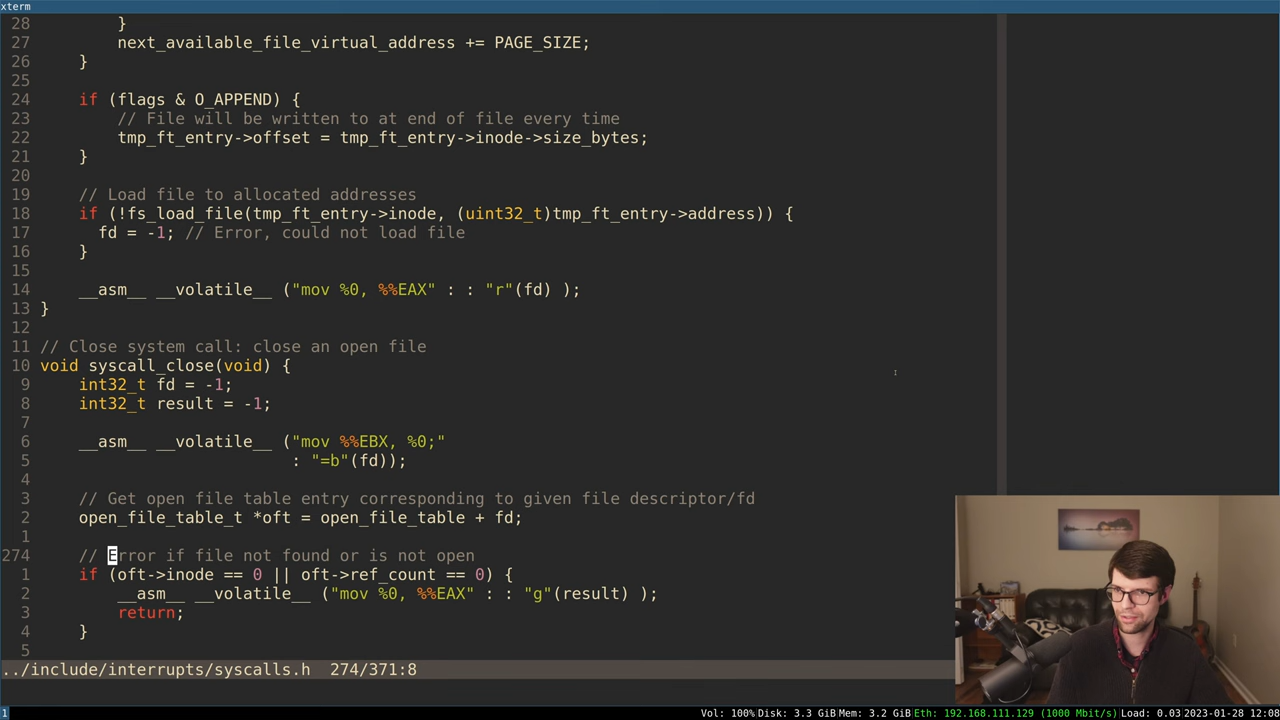 xterm
28         }
27         next_available_file_virtual_address += PAGE_SIZE;
26     }
25
24     if (flags & O_APPEND) {
23         // File will be written to at end of file every time
22         tmp_ft_entry->offset = tmp_ft_entry->inode->size_bytes;
21     }
20
19     // Load file to allocated addresses
18     if (!fs_load_file(tmp_ft_entry->inode, (uint32_t)tmp_ft_entry->address)) {
17       fd = -1; // Error, could not load file
16     }
15
14     __asm__ __volatile__ ("mov %0, %%EAX" : : "r"(fd) );
13 }
12
11 // Close system call: close an open file
10 void syscall_close(void) {
9     int32_t fd = -1;
8     int32_t result = -1;
7
6     __asm__ __volatile__ ("mov %%EBX, %0;"
5                           : "=b"(fd));
4
3     // Get open file table entry corresponding to given file descriptor/fd
2     open_file_table_t *oft = open_file_table + fd;
1
274     // Error if file not found or is not open
1     if (oft->inode == 0 || oft->ref_count == 0) {
2         __asm__ __volatile__ ("mov %0, %%EAX" : : "g"(result) );
3         return;
4     }
5
../include/interrupts/syscalls.h  274/371:8
1 Vol: 100% Disk: 3.3 GiB Mem: 3.2 GiB Eth: 192.168.111.129 (1000 Mbit/s) Load: 0.03 2023-01-28 12:08